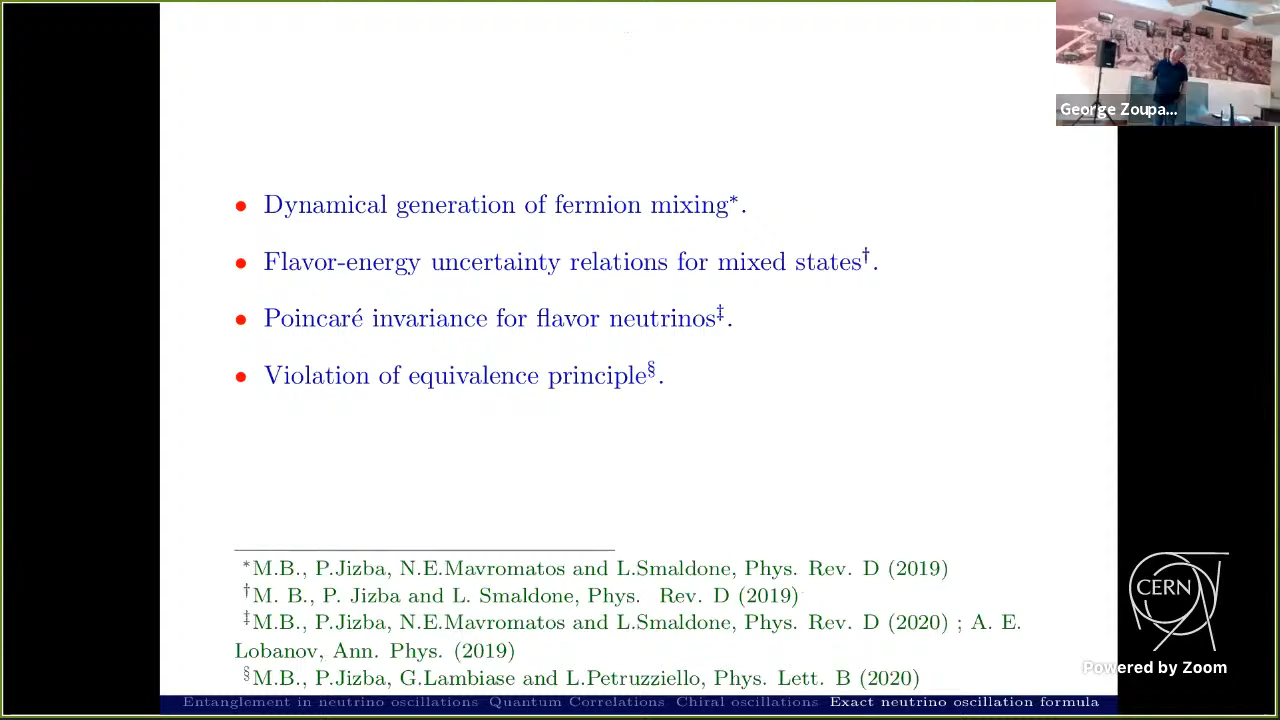 George Zoupa...
• Dynamical generation of fermion mixing*.
• Flavor-energy uncertainty relations for mixed states†.
• Poincaré invariance for flavor neutrinos‡.
• Violation of equivalence principle§.
*M.B., P.Jizba, N.E.Mavromatos and L.Smaldone, Phys. Rev. D (2019)
†M. B., P. Jizba and L. Smaldone, Phys. Rev. D (2019)
‡M.B., P.Jizba, N.E.Mavromatos and L.Smaldone, Phys. Rev. D (2020) ; A. E.
Lobanov, Ann. Phys. (2019)
§M.B., P.Jizba, G.Lambiase and L.Petruzziello, Phys. Lett. B (2020)
CERN
Powered by Zoom
Entanglement in neutrino oscillations Quantum Correlations Chiral oscillations Exact neutrino oscillation formula